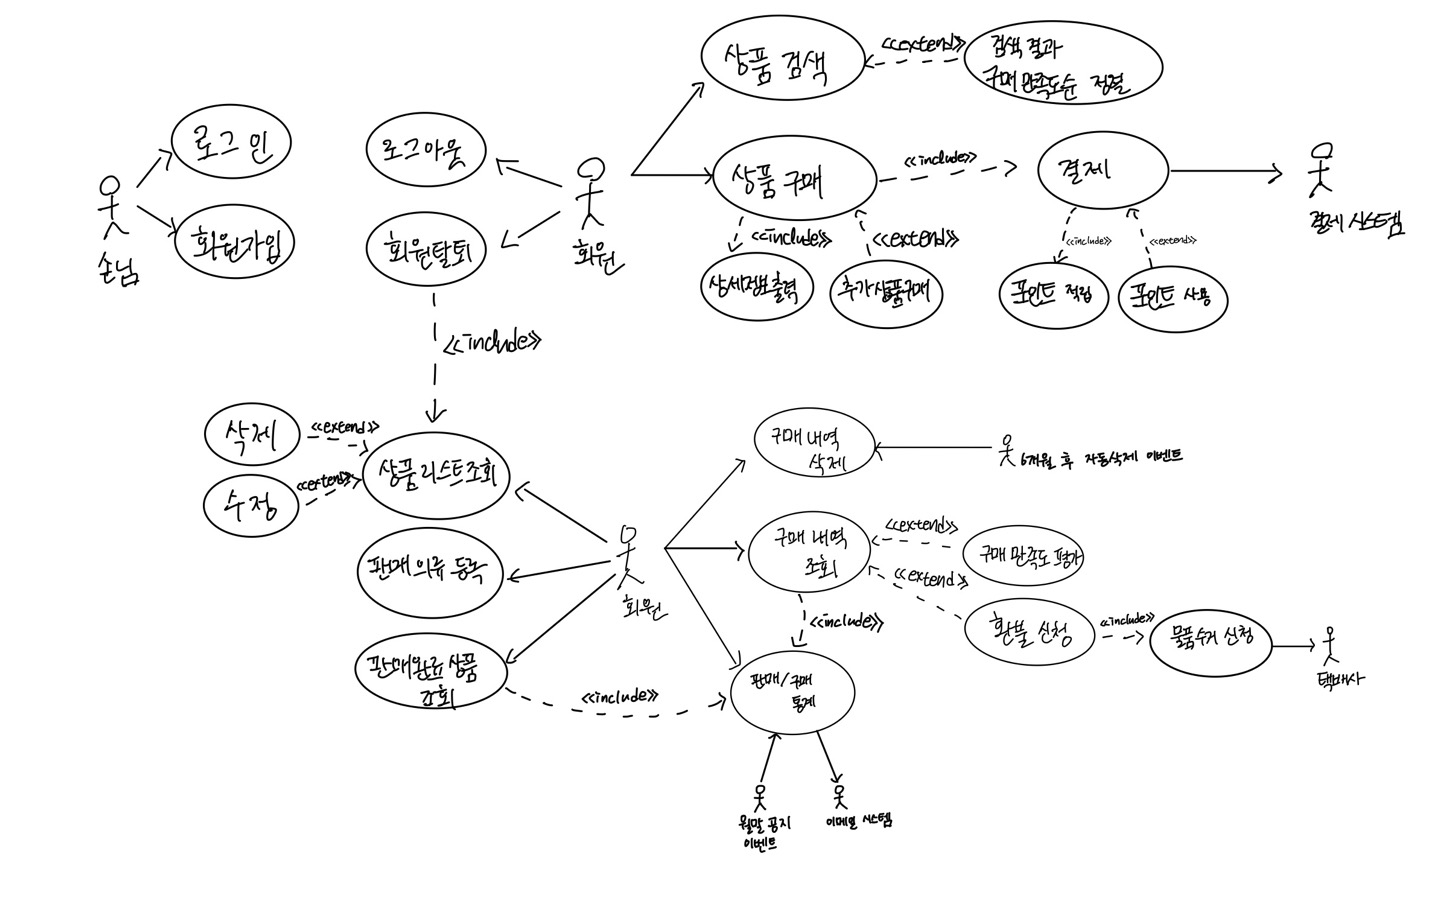 상품 검색
<<extend>>
검색 결과
구매 만족도순 정렬
로그인
회원가입
손님
로그아웃
회원탈퇴
회원
상품 구매
<<include>>
결제
결제 시스템
<<include>>
<<extend>>
상세정보출력
추가상품구매
<<include>>
<<extend>>
포인트 적립
포인트 사용
<<include>>
삭제
<<extend>>
수정
<<extend>>
상품리스트조회
판매 의류 등록
판매완료 상품
조회
<<include>>
회원
구매 내역
삭제
6개월 후 자동삭제 이벤트
구매 내역
조회
<<extend>>
구매 만족도 평가
<<extend>>
환불 신청
<<include>>
물품수거 신청
택배사
<<include>>
판매/구매
통계
월말 공지
이벤트
이메일 시스템